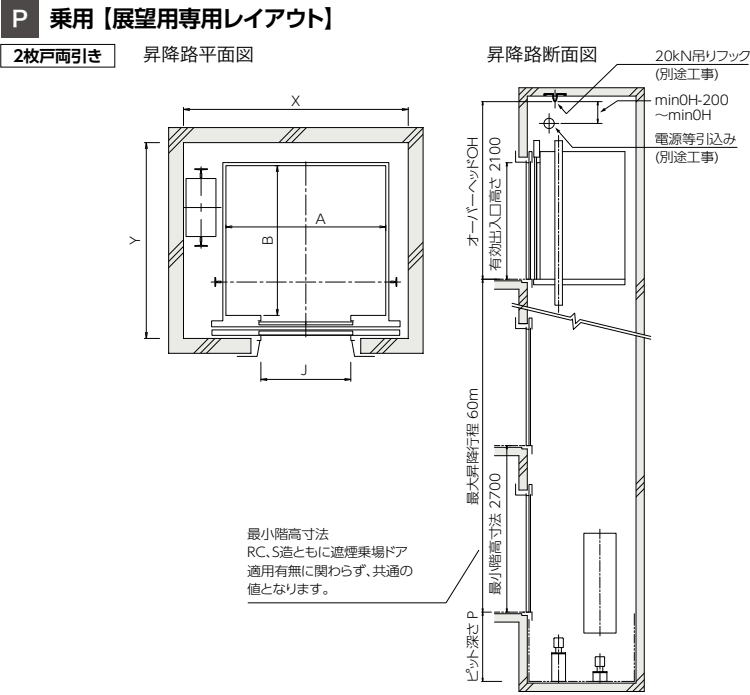 P 乗用【展望用専用レイアウト】
2枚戸両引き
昇降路平面図
昇降路断面図
20kN吊りフック
(別途工事)
min0H-200
～min0H
電源等引込み
(別途工事)
X
Y
A
B
J
オーバーヘッドOH
有効出入口高さ 2100
最大昇降行程 60m
最小階高寸法 2700
ピット深さ P
最小階高寸法
RC、S造ともに遮煙乗場ドア
適用有無に関わらず、共通の
値となります。